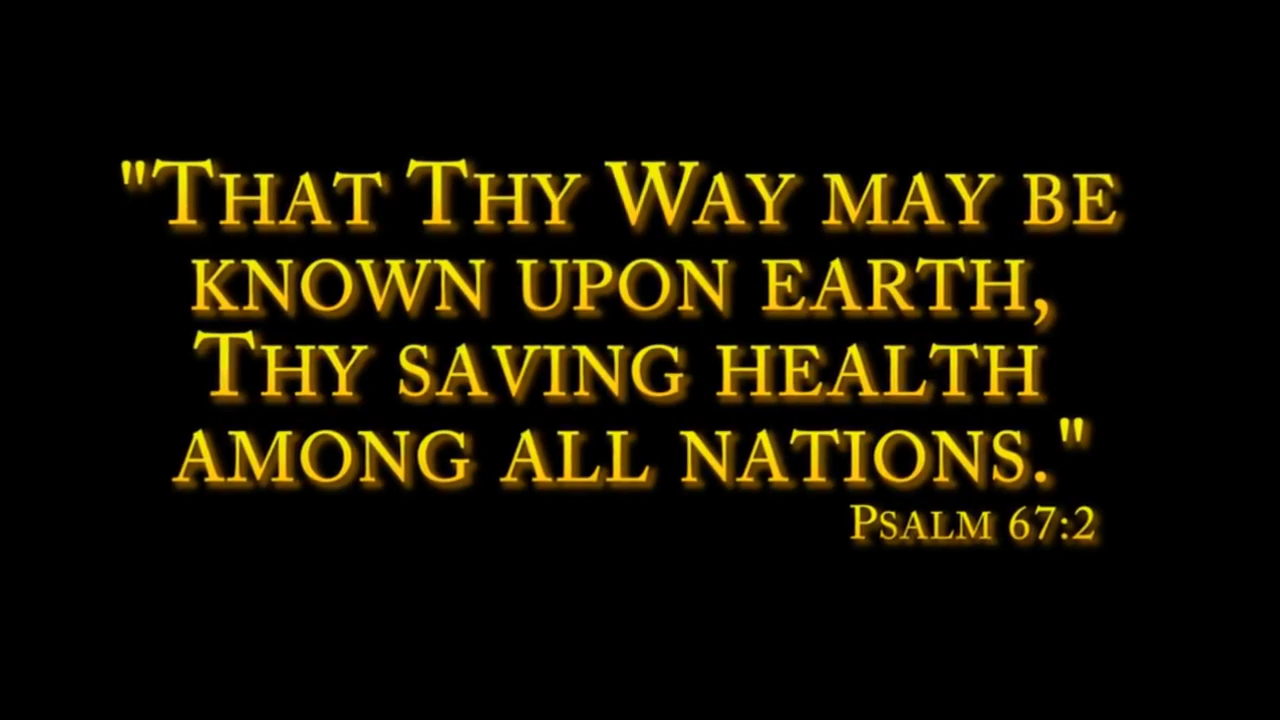 "That Thy Way may be
known upon earth,
Thy saving health
among all nations."
Psalm 67:2